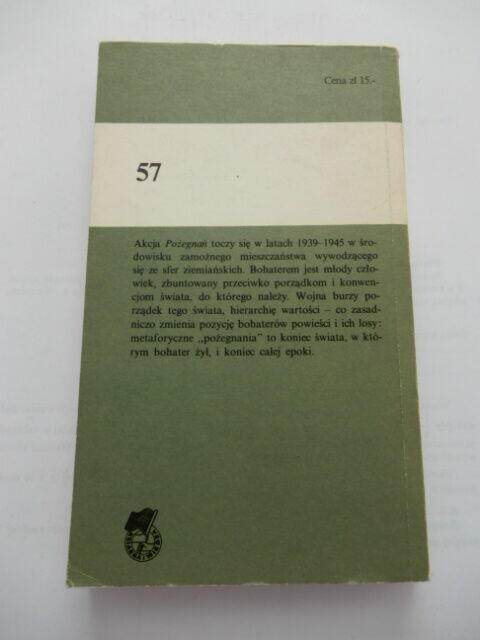 Cena zł 15.-
57
Akcja Pożegnań toczy się w latach 1939–1945 w śro-
dowisku zamożnego mieszczaństwa wywodzącego
się ze sfer ziemiańskich. Bohaterem jest młody czło-
wiek, zbuntowany przeciwko porządkom i konwen-
cjom świata, do którego należy. Wojna burzy po-
rządek tego świata, hierarchię wartości – co zasad-
niczo zmienia pozycję bohaterów powieści i ich losy:
metaforyczne „pożegnania" to koniec świata, w któ-
rym bohater żył, i koniec całej epoki.
KSIĄŻKA I WIEDZA